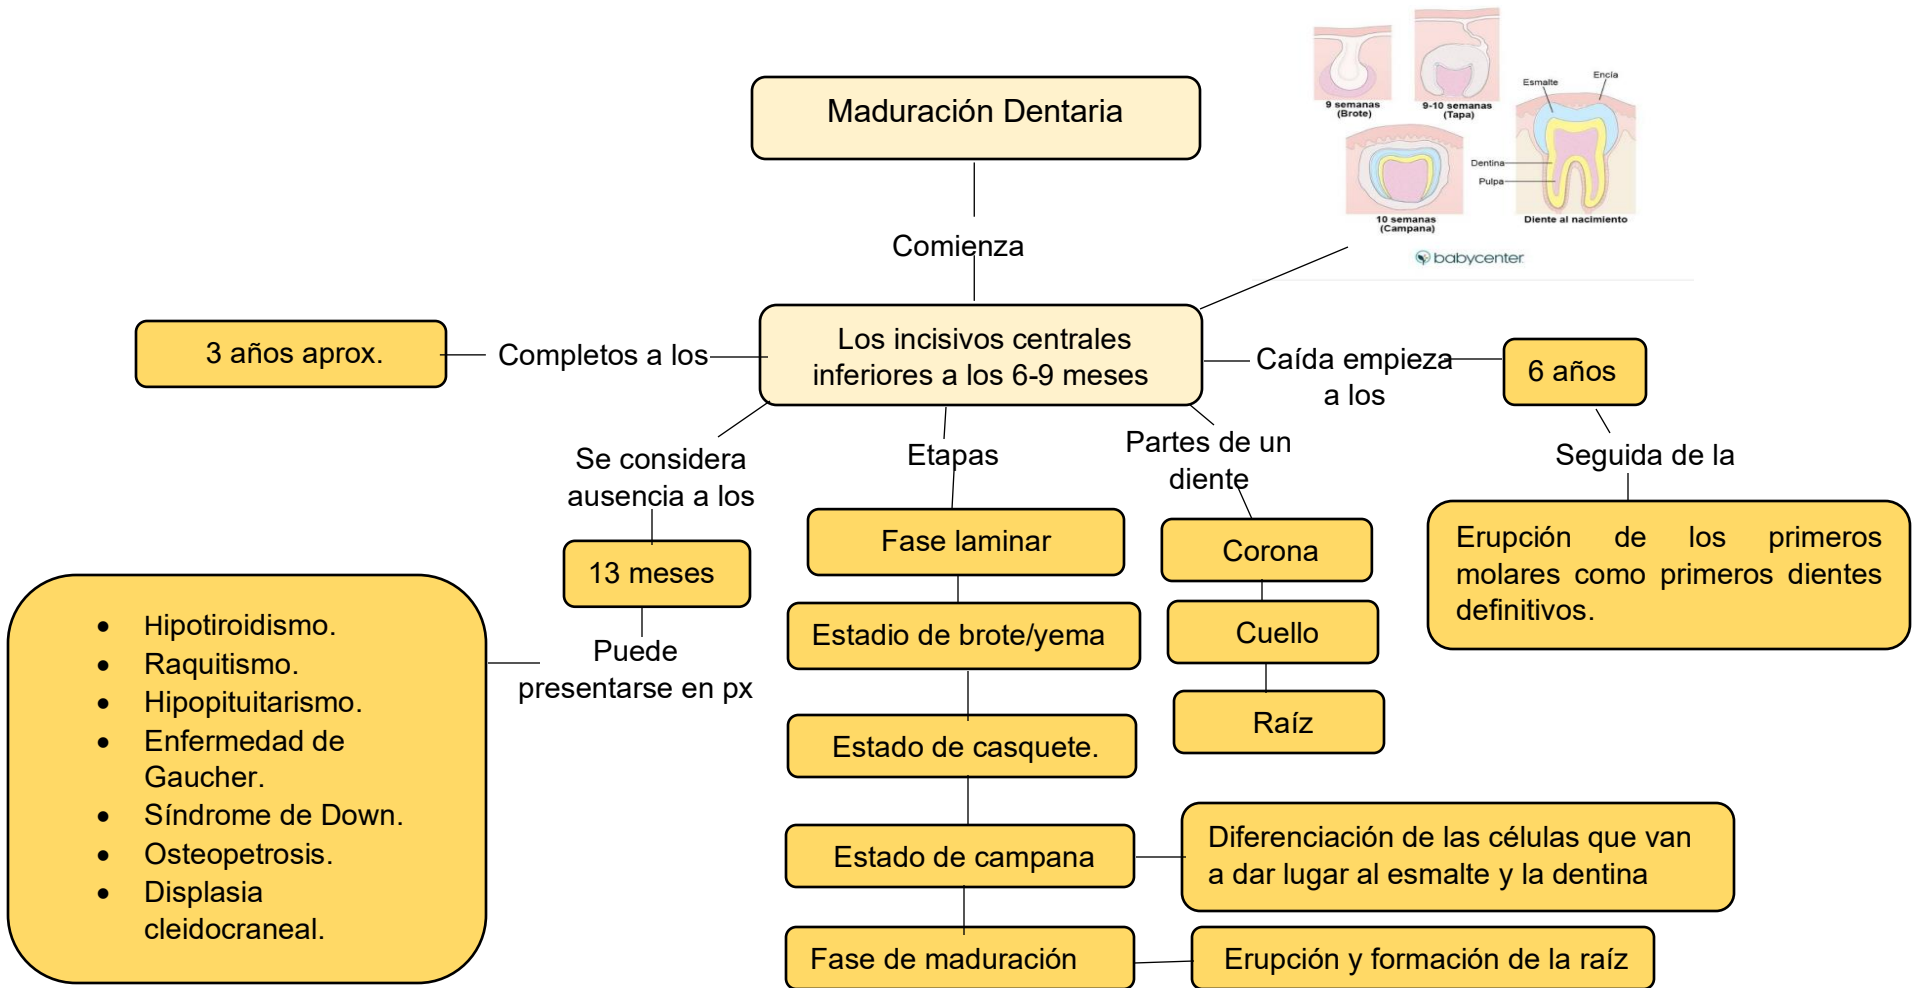 Maduración Dentaria
9 semanas
(Brote)
9-10 semanas
(Tapa)
Esmalte
Encía
Dentina
Pulpa
10 semanas
(Campana)
Diente al nacimiento
babycenter
Comienza
Los incisivos centrales
inferiores a los 6-9 meses
Completos a los
3 años aprox.
Caída empieza
a los
6 años
Seguida de la
Erupción de los primeros
molares como primeros dientes
definitivos.
Se considera
ausencia a los
13 meses
Puede
presentarse en px
• Hipotiroidismo.
• Raquitismo.
• Hipopituitarismo.
• Enfermedad de
Gaucher.
• Síndrome de Down.
• Osteopetrosis.
• Displasia
cleidocraneal.
Etapas
Fase laminar
Estadio de brote/yema
Estado de casquete.
Estado de campana
Diferenciación de las células que van
a dar lugar al esmalte y la dentina
Fase de maduración
Erupción y formación de la raíz
Partes de un
diente
Corona
Cuello
Raíz